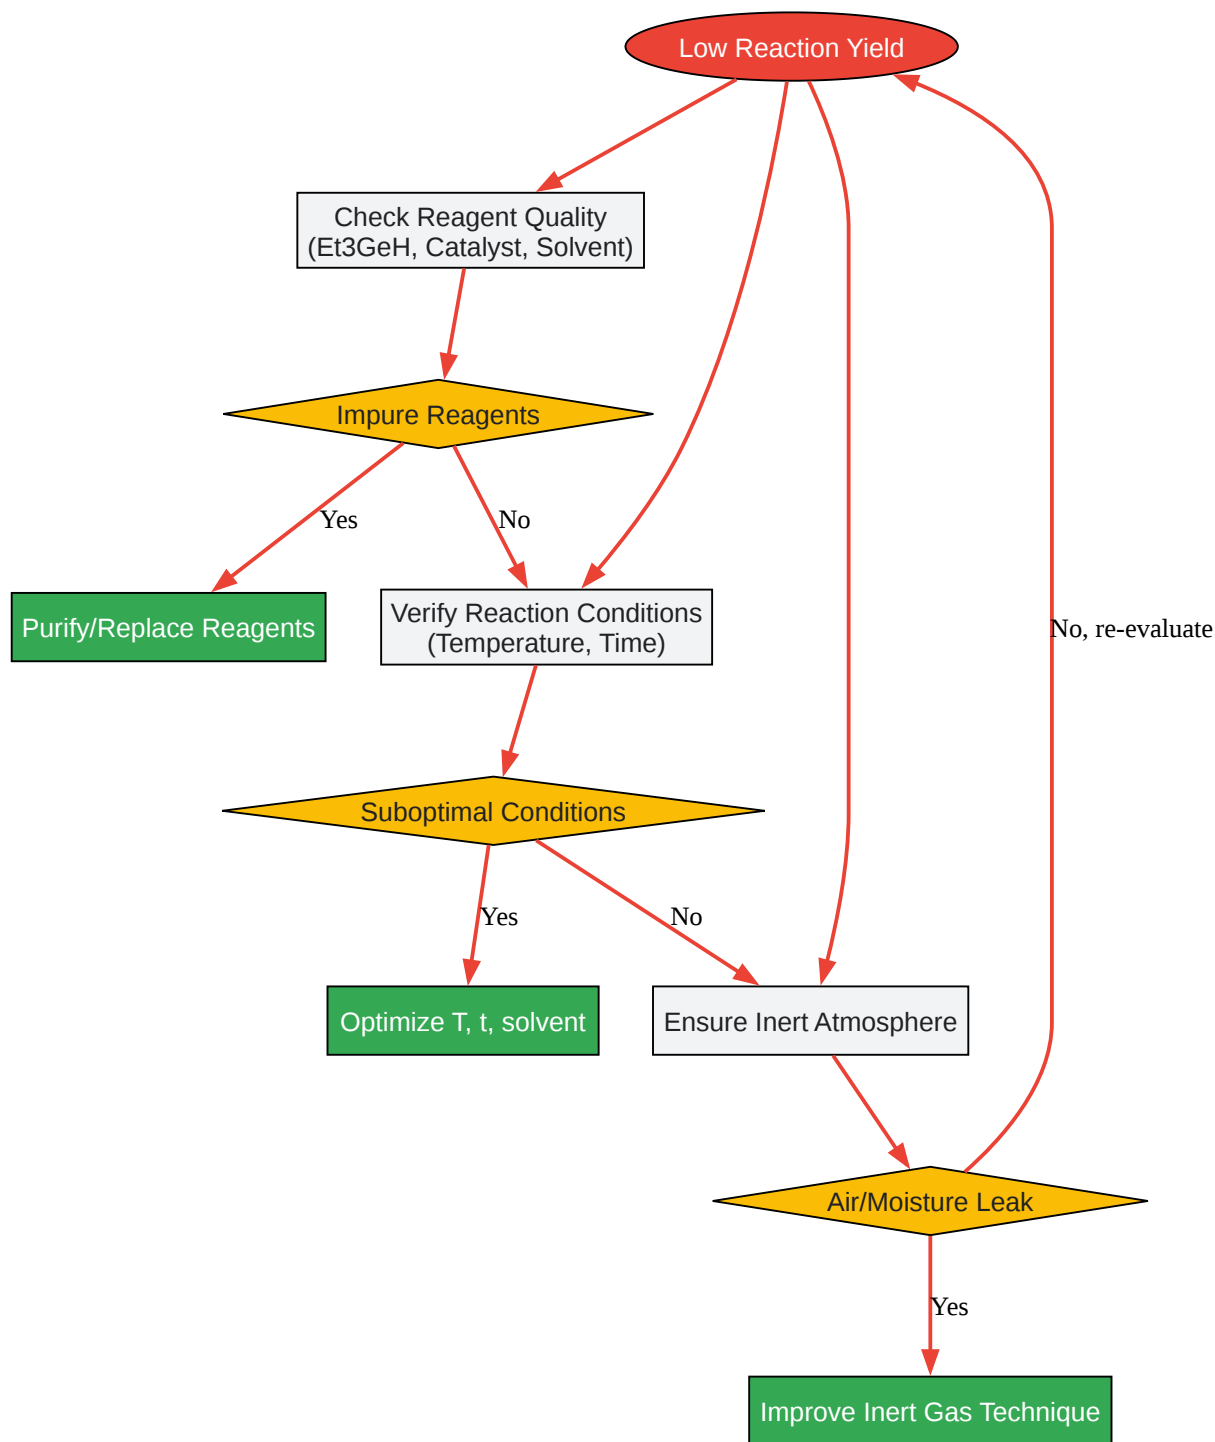 Low Reaction Yield
Check Reagent Quality
(Et3GeH, Catalyst, Solvent)
Impure Reagents
Yes
No
Purify/Replace Reagents
Verify Reaction Conditions
(Temperature, Time)
No, re-evaluate
Suboptimal Conditions
Yes
No
Optimize T, t, solvent
Ensure Inert Atmosphere
Air/Moisture Leak
Yes
Improve Inert Gas Technique